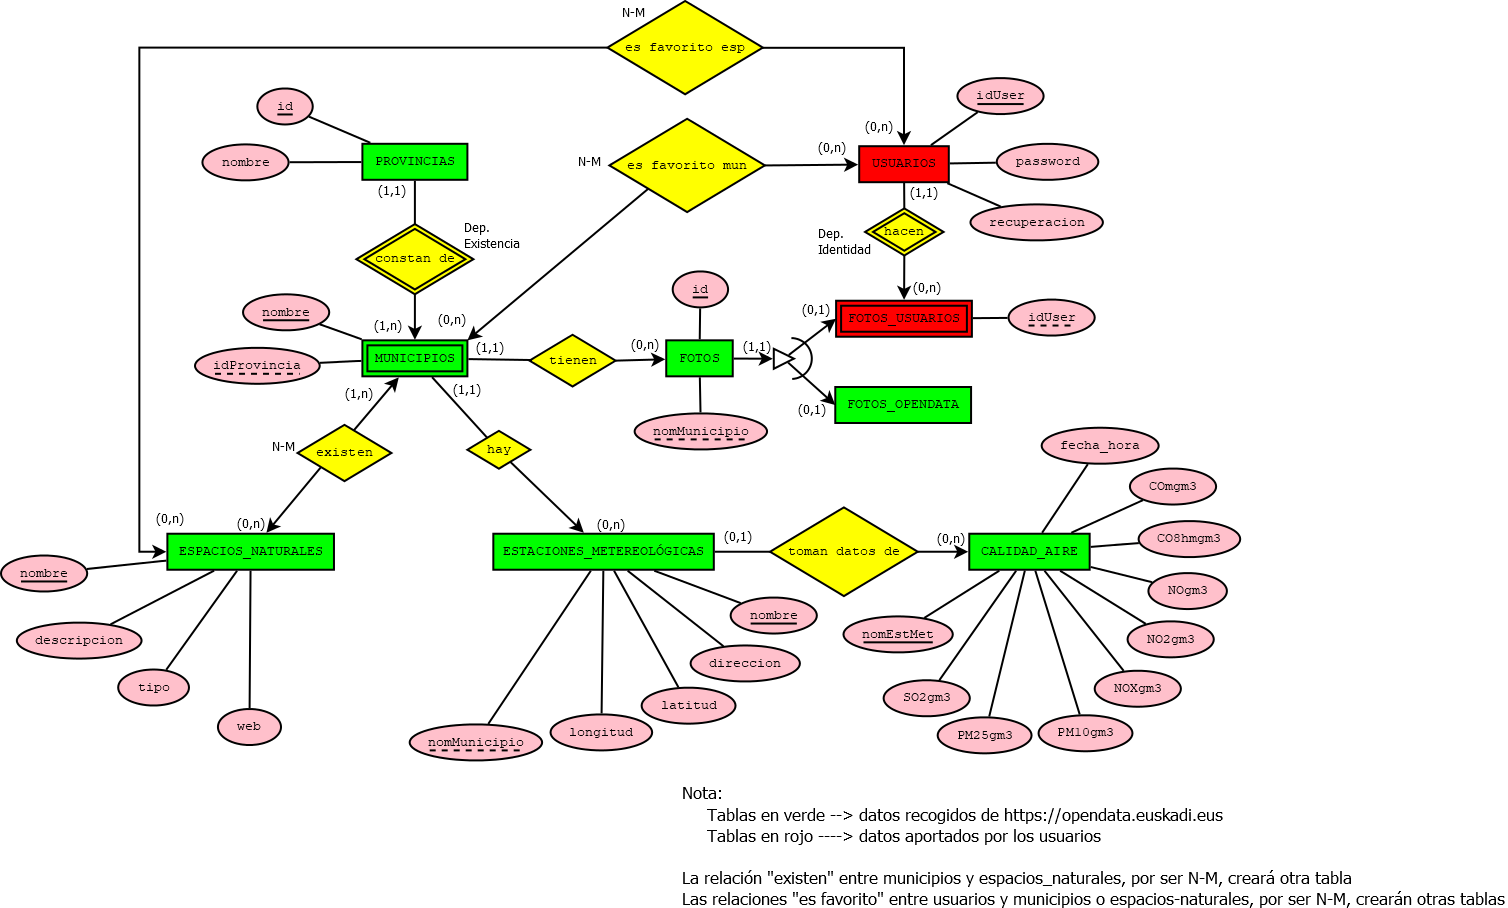 N-M
es favorito esp
idUser
id
(0,n)
nombre
PROVINCIAS
N-M
es favorito mun
(0,n)
USUARIOS
password
(1,1)
(1,1)
recuperacion
Dep.
Existencia
Dep.
Identidad
hacen
constan de
id
(0,n)
nombre
(1,n)
(0,n)
(0,1)
FOTOS_USUARIOS
idUser
idProvincia
MUNICIPIOS
(1,1)
tienen
(0,n)
FOTOS
(1,1)
(1,n)
(1,1)
(0,1)
FOTOS_OPENDATA
nomMunicipio
N-M
existen
hay
fecha_hora
COmgm3
(0,n)
(0,n)
(0,n)
(0,1)
(0,n)
CO8hmgm3
ESPACIOS_NATURALES
ESTACIONES_METEREOLÓGICAS
toman datos de
CALIDAD_AIRE
nombre
NOgm3
nombre
descripcion
nomEstMet
NO2gm3
direccion
tipo
latitud
SO2gm3
NOXgm3
web
nomMunicipio
longitud
PM25gm3
PM10gm3
Nota:
Tablas en verde --> datos recogidos de https://opendata.euskadi.eus
Tablas en rojo ----> datos aportados por los usuarios
La relación "existen" entre municipios y espacios_naturales, por ser N-M, creará otra tabla
Las relaciones "es favorito" entre usuarios y municipios o espacios-naturales, por ser N-M, crearán otras tablas